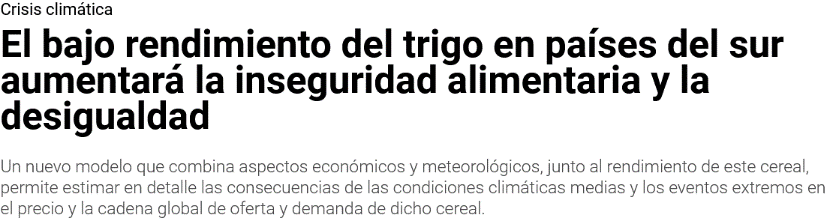 Crisis climática
El bajo rendimiento del trigo en países del sur
aumentará la inseguridad alimentaria y la
desigualdad
Un nuevo modelo que combina aspectos económicos y meteorológicos, junto al rendimiento de este cereal,
permite estimar en detalle las consecuencias de las condiciones climáticas medias y los eventos extremos en
el precio y la cadena global de oferta y demanda de dicho cereal.